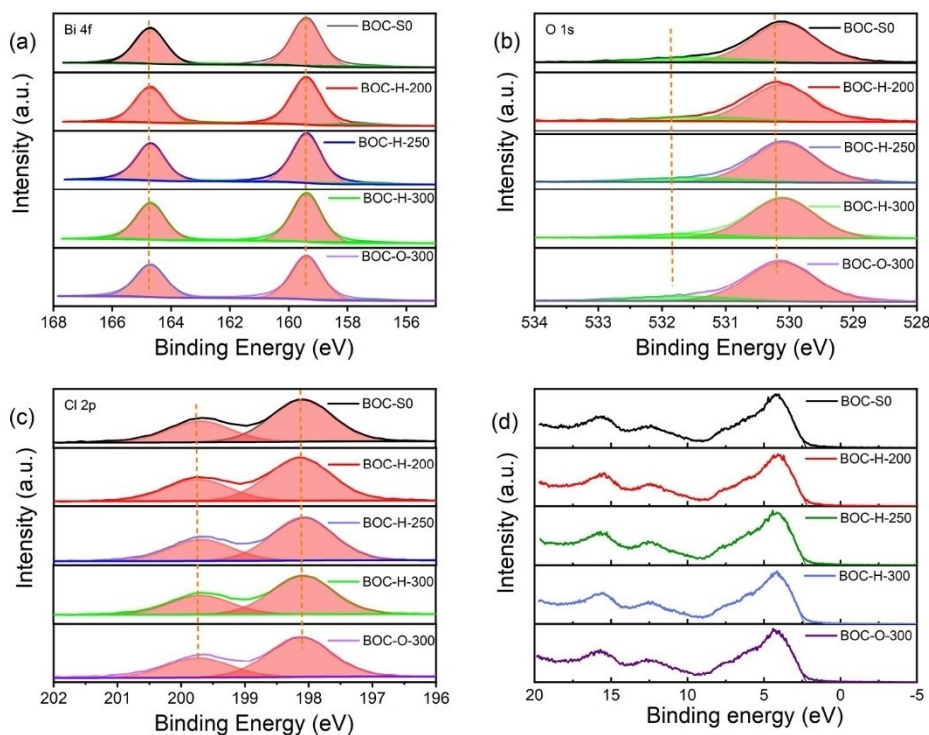 (a)
Bi 4f
BOC-S0
BOC-H-200
BOC-H-250
BOC-H-300
BOC-O-300
Intensity (a.u.)
168 166 164 162 160 158 156
Binding Energy (eV)
(b)
O 1s
BOC-S0
BOC-H-200
BOC-H-250
BOC-H-300
BOC-O-300
Intensity (a.u.)
534 533 532 531 530 529 528
Binding Energy (eV)
(c)
Cl 2p
BOC-S0
BOC-H-200
BOC-H-250
BOC-H-300
BOC-O-300
Intensity (a.u.)
202 201 200 199 198 197 196
Binding Energy (eV)
(d)
BOC-S0
BOC-H-200
BOC-H-250
BOC-H-300
BOC-O-300
Intensity (a.u.)
20 15 10 5 0 -5
Binding energy (eV)